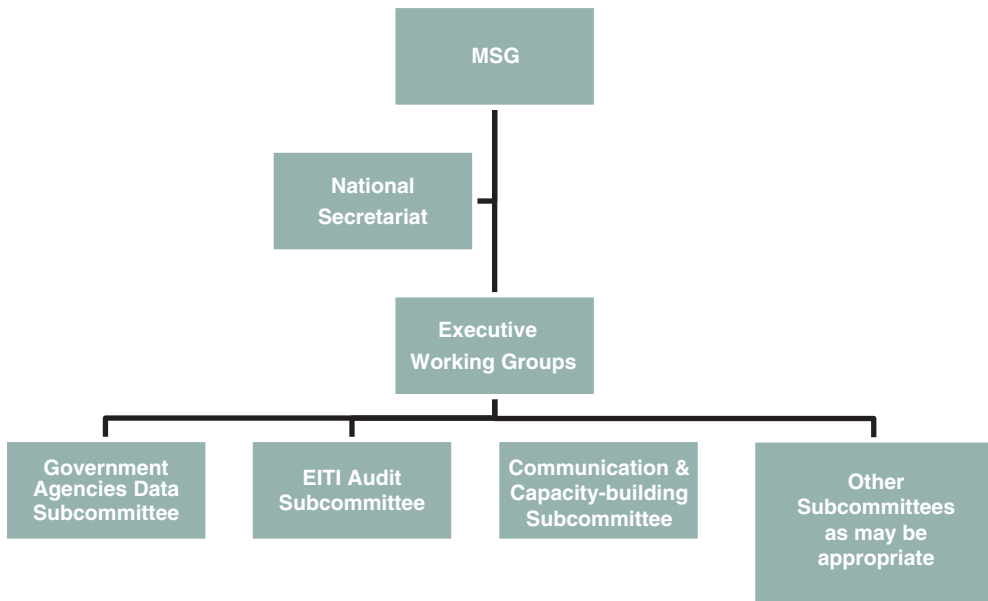 MSG
National
Secretariat
Executive
Working Groups
Government
Agencies Data
Subcommittee
EITI Audit
Subcommittee
Communication &
Capacity-building
Subcommittee
Other
Subcommittees
as may be
appropriate